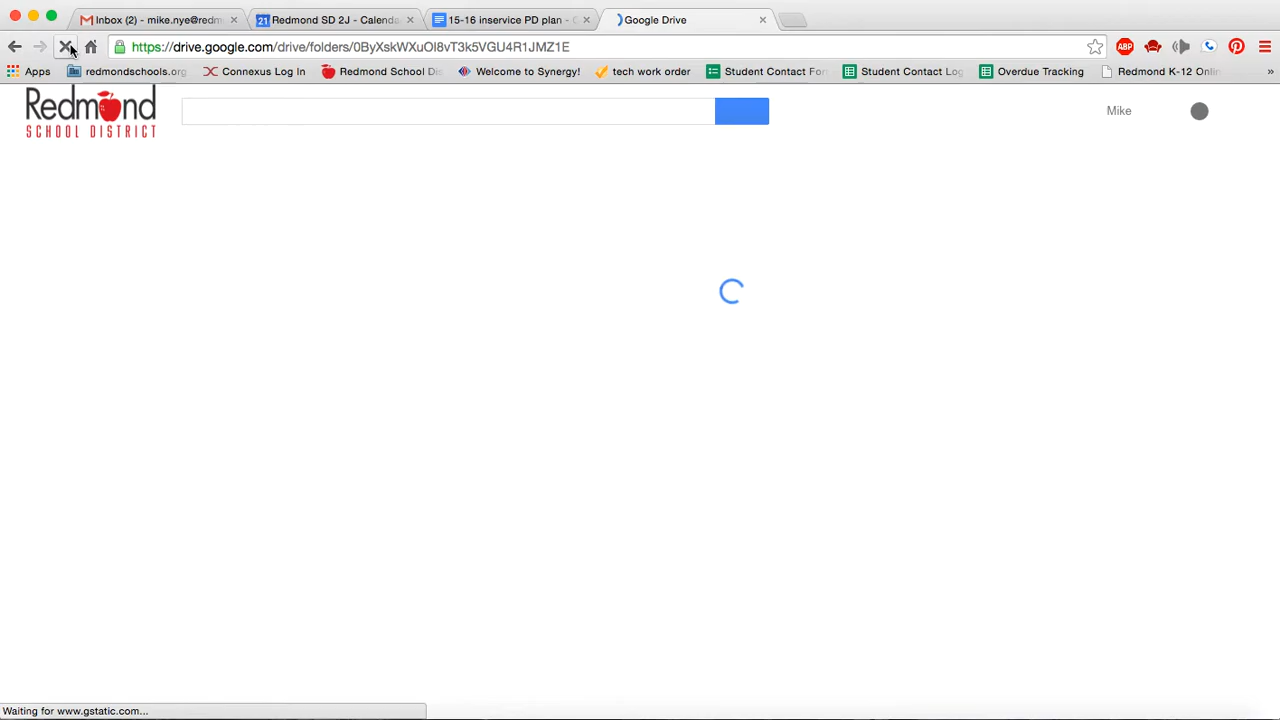 Inbox (2) - mike.nye@redm
21 Redmond SD 2J - Calenda
15-16 inservice PD plan - G
Google Drive
https://drive.google.com/drive/folders/0ByXskWXuOl8vT3k5VGU4R1JMZ1E
ABP
Apps
redmondschools.org
Connexus Log In
Redmond School Dis
Welcome to Synergy!
tech work order
Student Contact For
Student Contact Log
Overdue Tracking
Redmond K-12 Onlin
»
Redmond
SCHOOL DISTRICT
Mike
Waiting for www.gstatic.com...